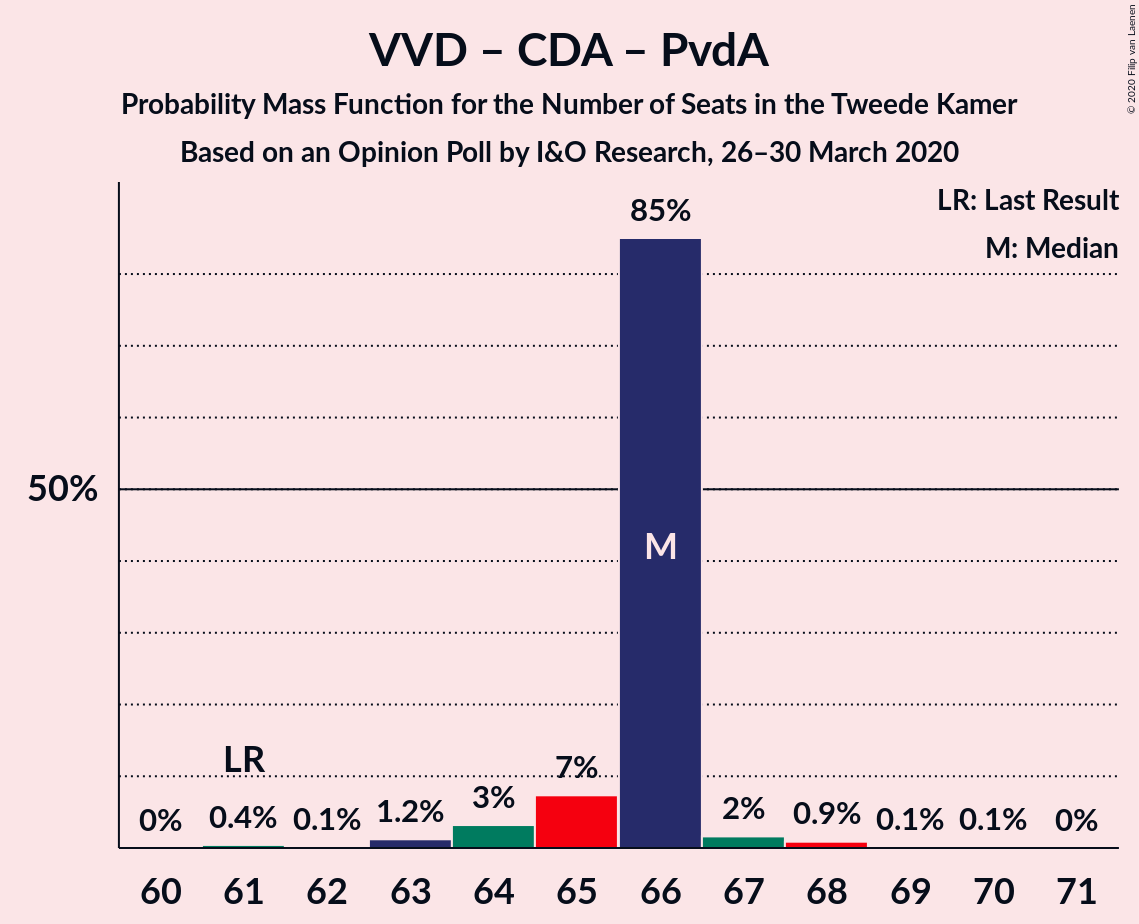 VVD – CDA – PvdA
Probability Mass Function for the Number of Seats in the Tweede Kamer
Based on an Opinion Poll by I&O Research, 26–30 March 2020
© 2020 Filip van Laenen
LR: Last Result
M: Median
85%
50%
M
LR
0% 0.4% 0.1% 1.2% 3% 7% 2% 0.9% 0.1% 0.1% 0%
60 61 62 63 64 65 66 67 68 69 70 71